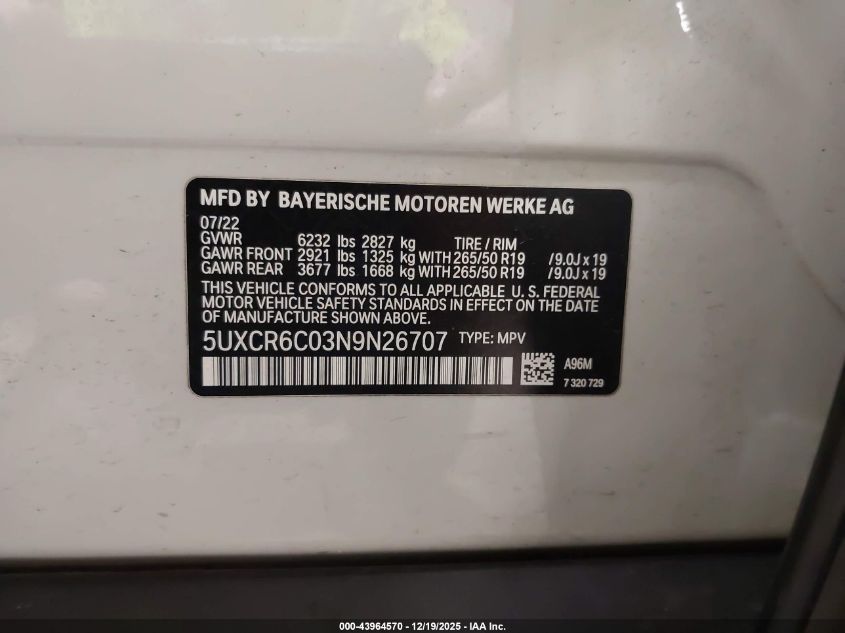 MFD BY BAYERISCHE MOTOREN WERKE AG
07/22
GVWR 6232 lbs 2827 kg TIRE / RIM
GAWR FRONT 2921 lbs 1325 kg WITH 265/50 R19 /9.0J x 19
GAWR REAR 3677 lbs 1668 kg WITH 265/50 R19 /9.0J x 19
THIS VEHICLE CONFORMS TO ALL APPLICABLE U. S. FEDERAL
MOTOR VEHICLE SAFETY STANDARDS IN EFFECT ON THE DATE
OF MANUFACTURE SHOWN ABOVE.
5UXCR6C03N9N26707 TYPE: MPV
A96M
7 320 729
000-43964570 - 12/19/2025 - IAA Inc.